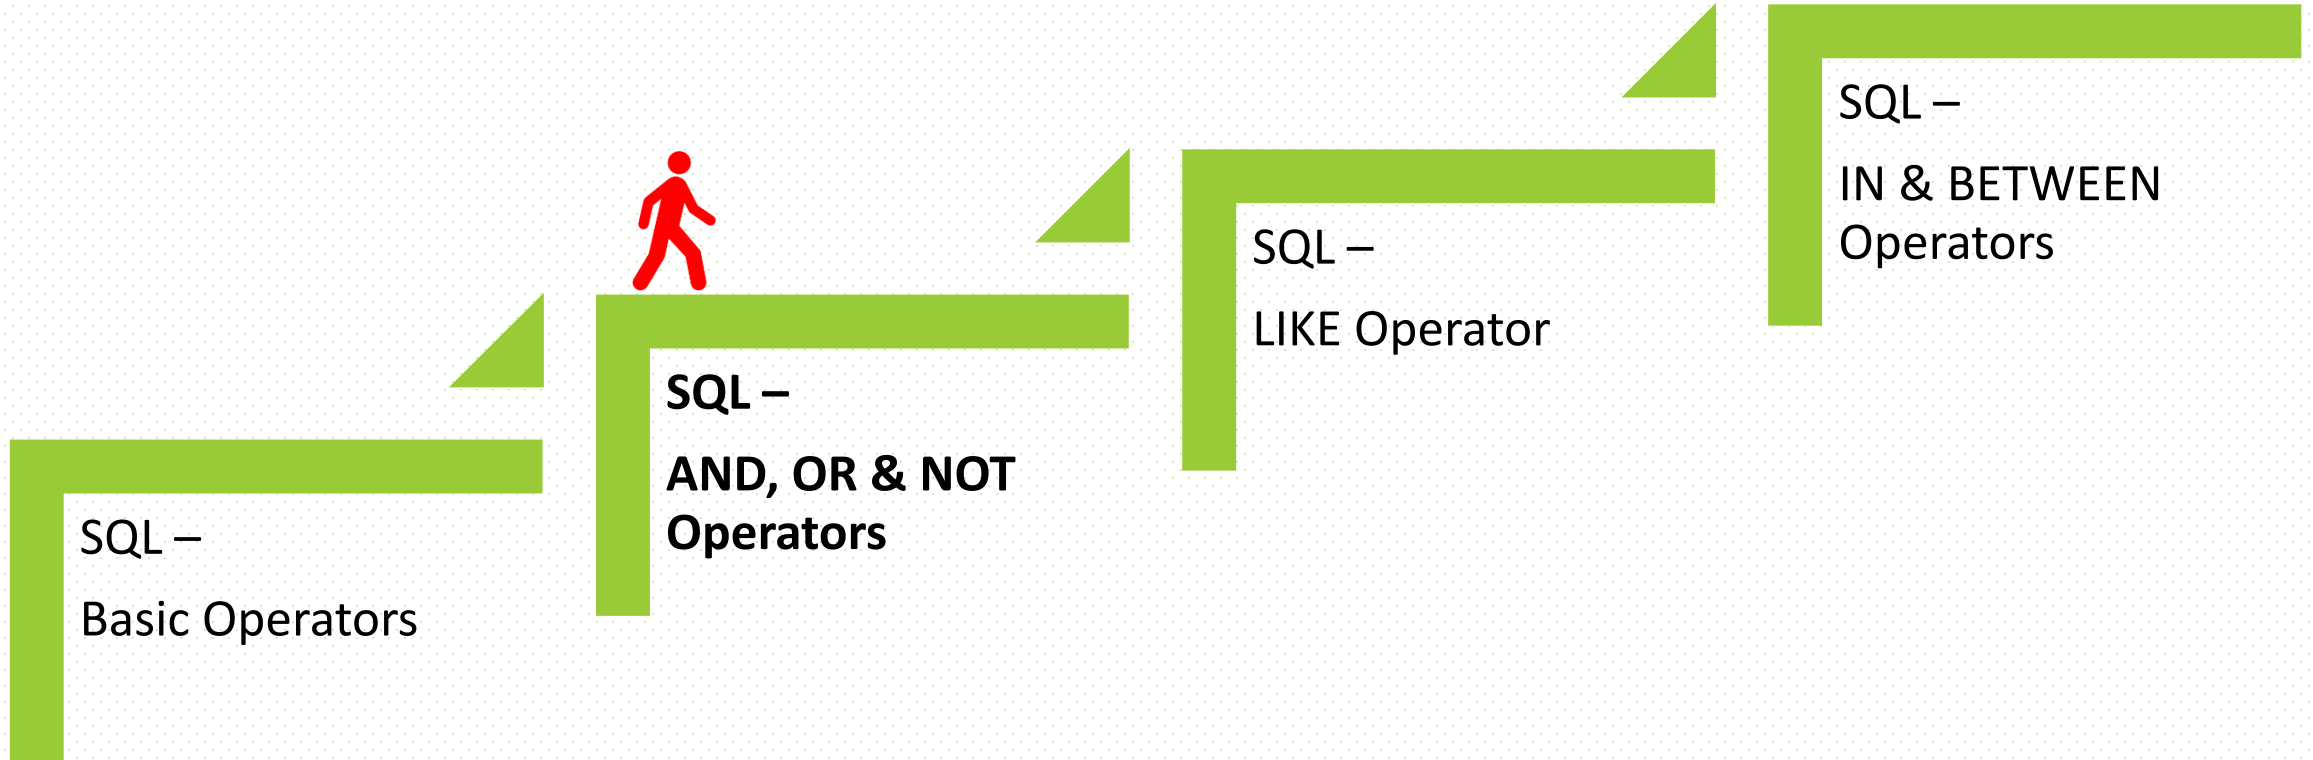 SQL –
Basic Operators
SQL –
AND, OR & NOT
Operators
SQL –
LIKE Operator
SQL –
IN & BETWEEN
Operators